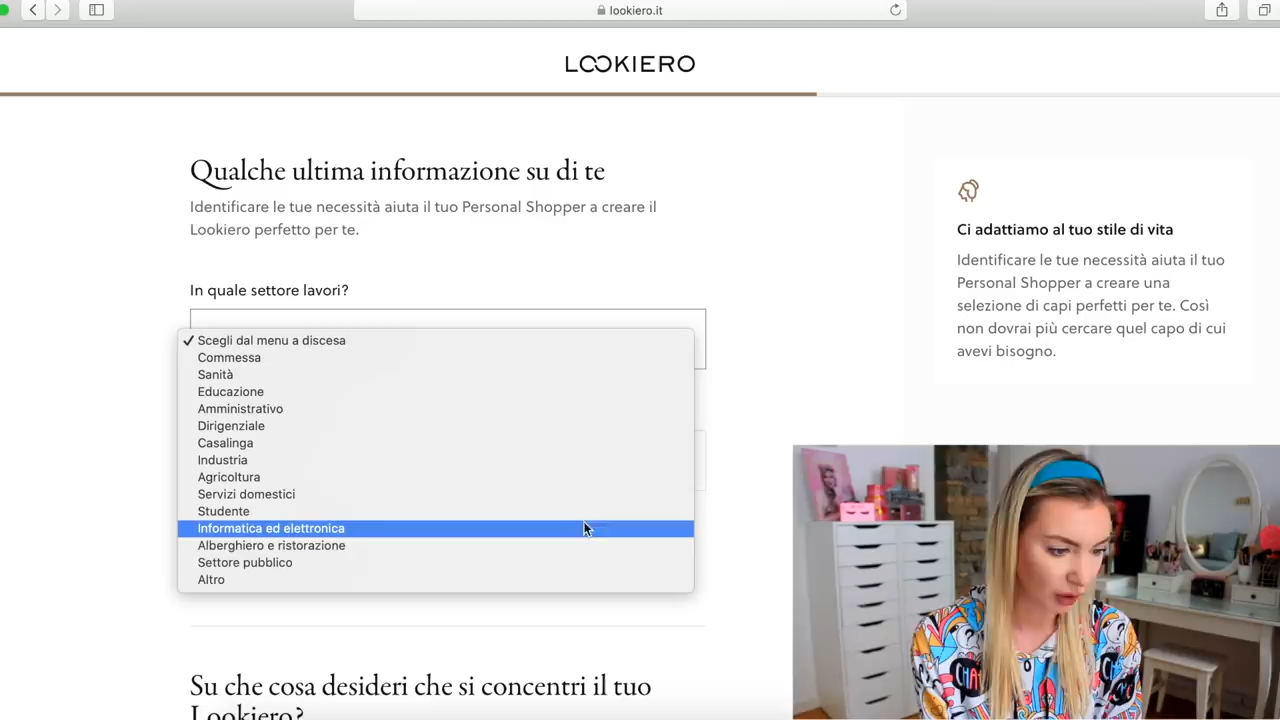 lookiero.it
LOOKIERO
Qualche ultima informazione su di te
Identificare le tue necessità aiuta il tuo Personal Shopper a creare il
Lookiero perfetto per te.
In quale settore lavori?
✓ Scegli dal menu a discesa
Commessa
Sanità
Educazione
Amministrativo
Dirigenziale
Casalinga
Industria
Agricoltura
Servizi domestici
Studente
Informatica ed elettronica
Alberghiero e ristorazione
Settore pubblico
Altro
Su che cosa desideri che si concentri il tuo
Lookiero?
Ci adattiamo al tuo stile di vita
Identificare le tue necessità aiuta il tuo
Personal Shopper a creare una
selezione di capi perfetti per te. Così
non dovrai più cercare quel capo di cui
avevi bisogno.